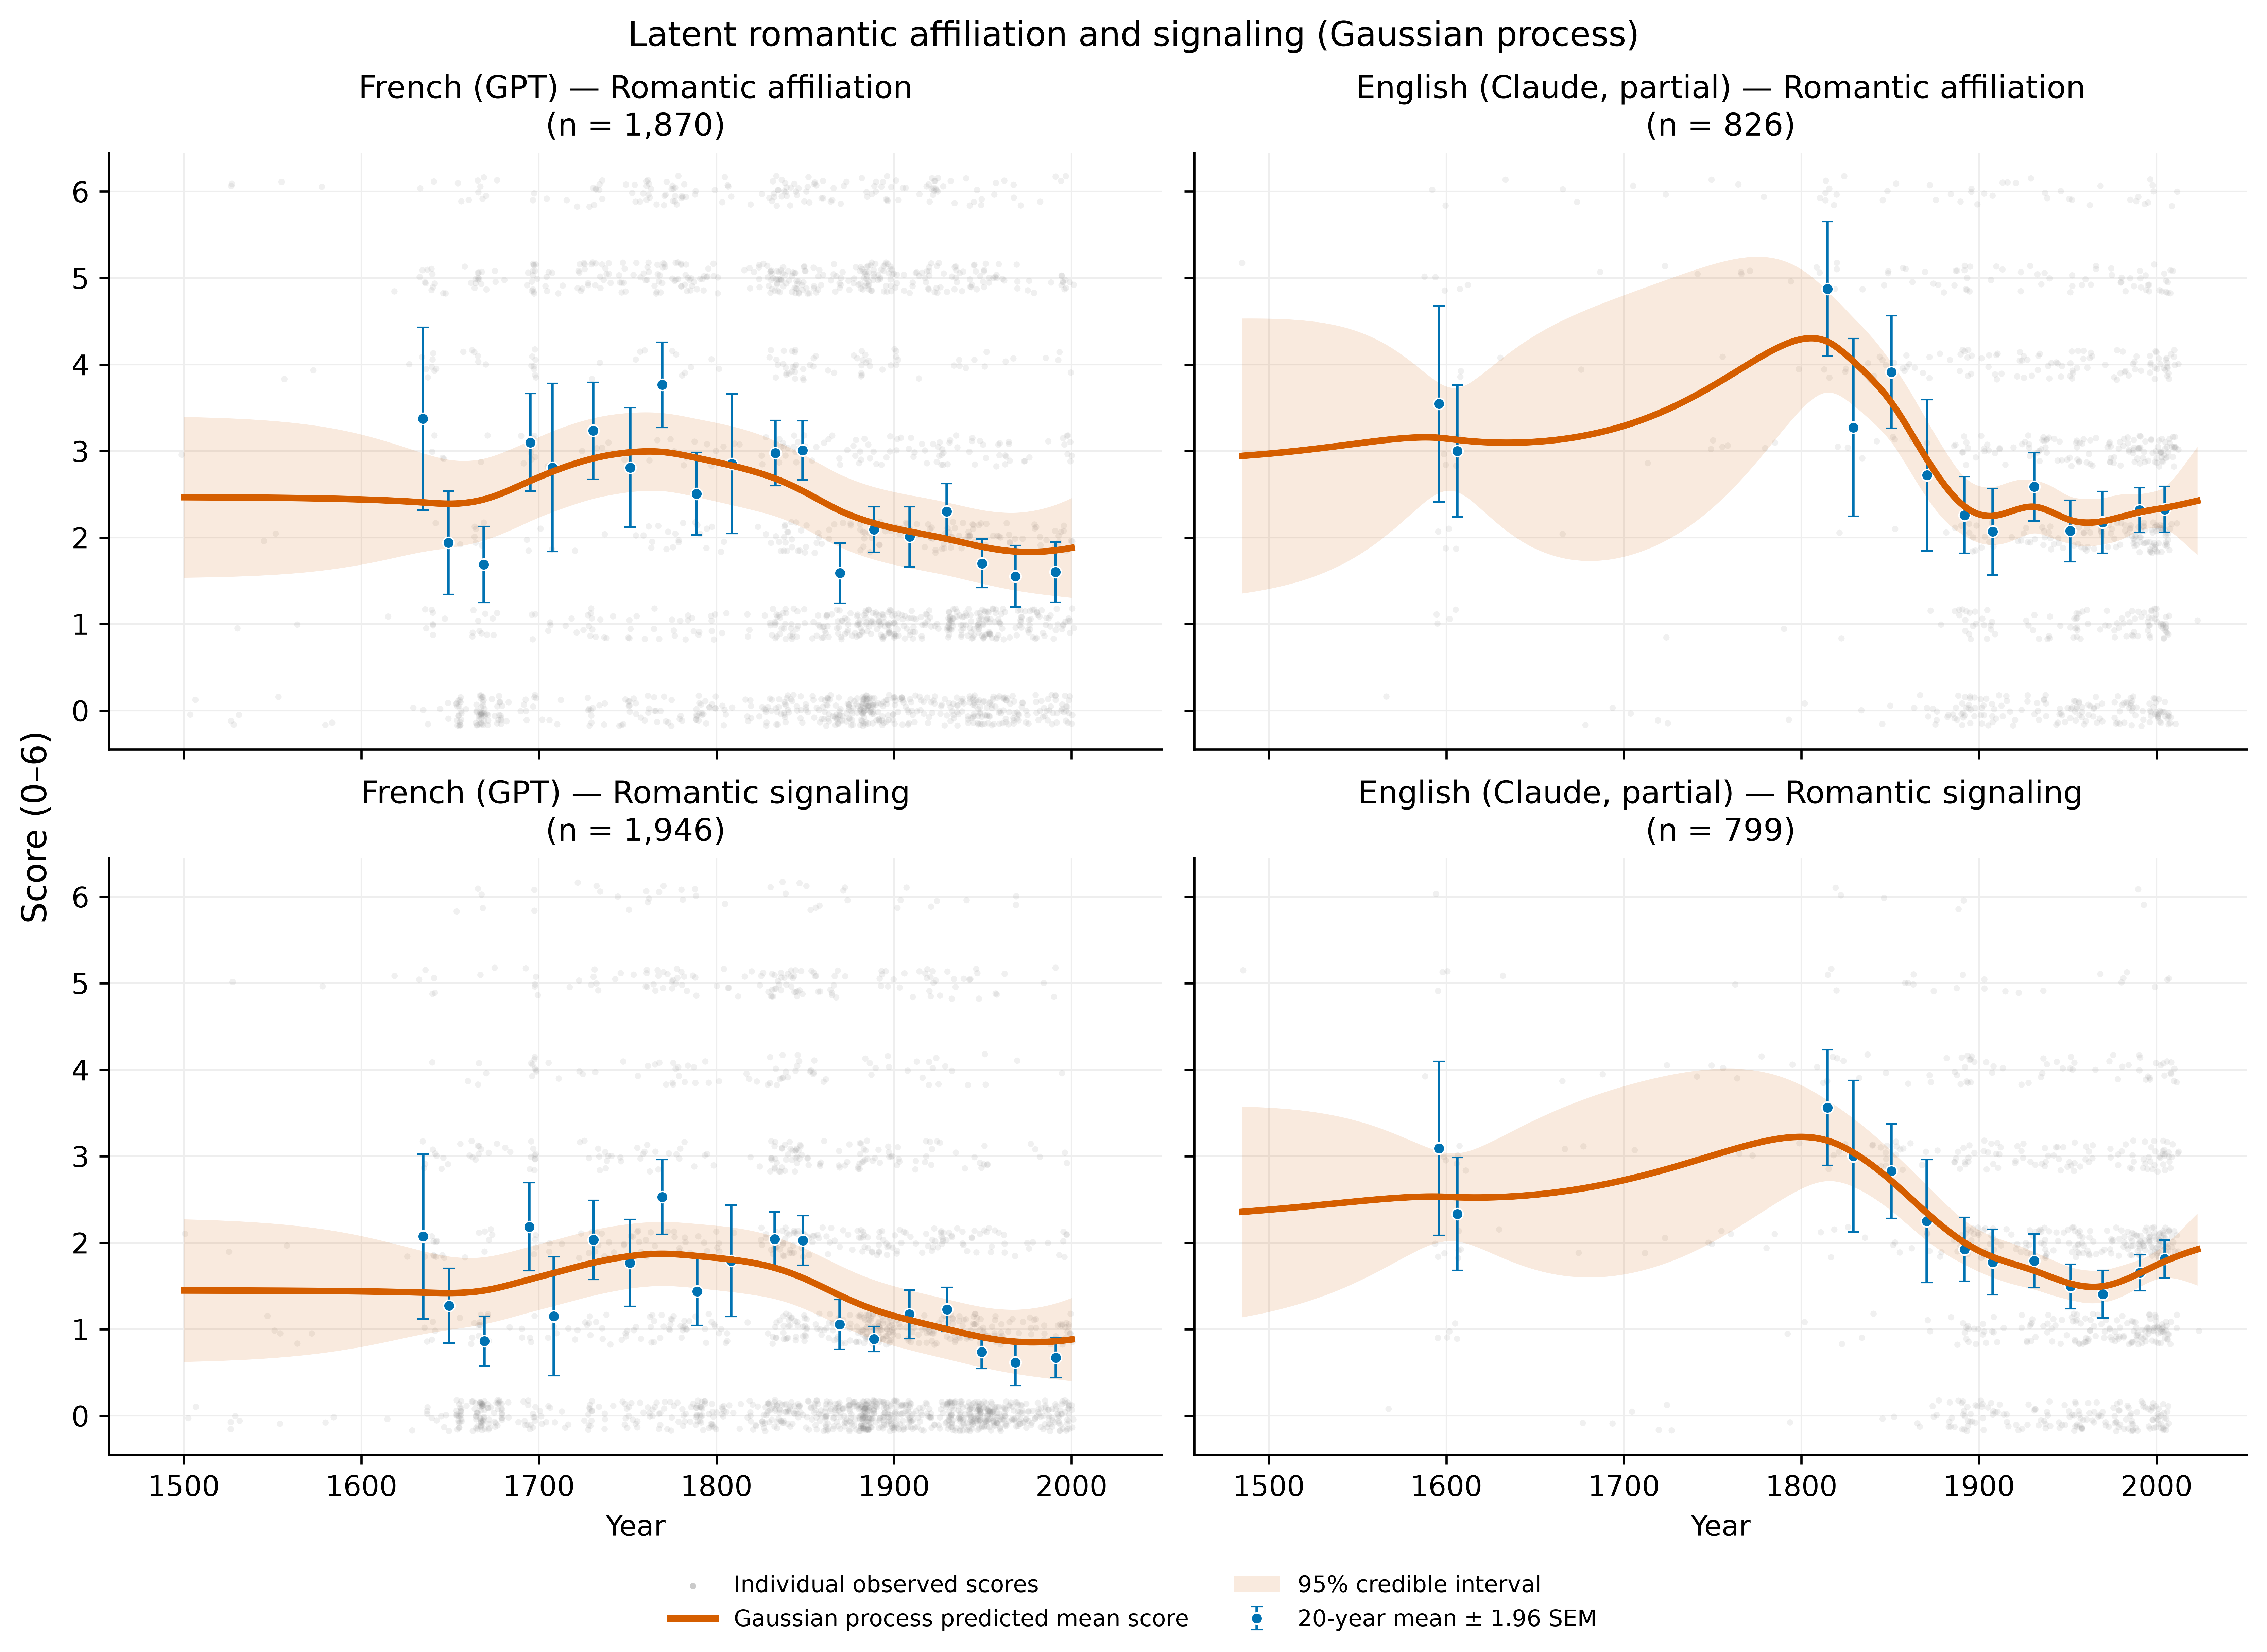 Latent romantic affiliation and signaling (Gaussian process)
French (GPT) — Romantic affiliation
(n = 1,870)
English (Claude, partial) — Romantic affiliation
(n = 826)
6
5
4
3
2
1
0
Score (0–6)
French (GPT) — Romantic signaling
(n = 1,946)
English (Claude, partial) — Romantic signaling
(n = 799)
6
5
4
3
2
1
0
1500 1600 1700 1800 1900 2000
1500 1600 1700 1800 1900 2000
Year
Year
Individual observed scores
Gaussian process predicted mean score
95% credible interval
20-year mean ± 1.96 SEM